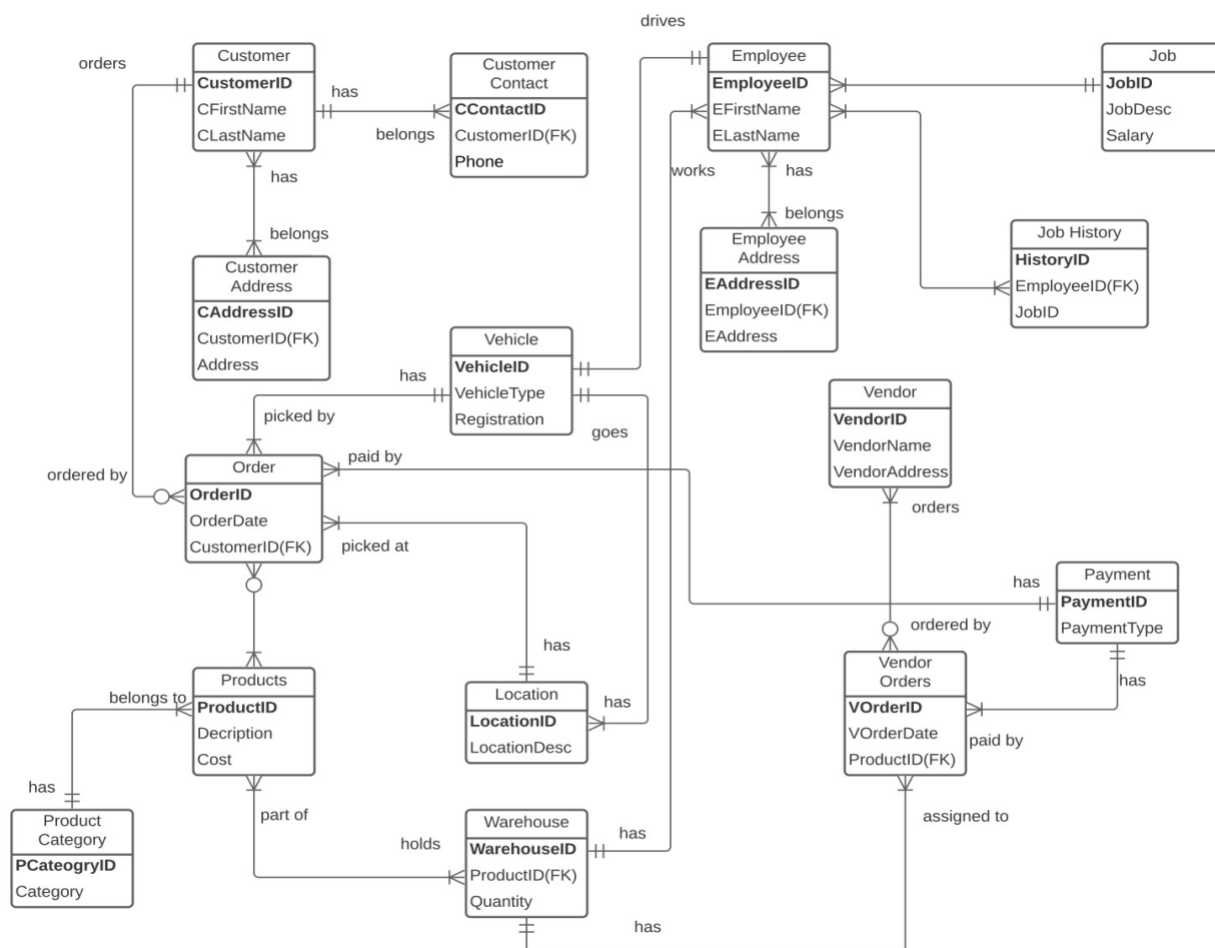 drives
orders
Customer
CustomerID
CFirstName
CLastName
has
belongs
Customer
Contact
CContactID
CustomerID(FK)
Phone
Employee
EmployeeID
EFirstName
ELastName
Job
JobID
JobDesc
Salary
has
belongs
works
has
belongs
Customer
Address
CAddressID
CustomerID(FK)
Address
Employee
Address
EAddressID
EmployeeID(FK)
EAddress
Job History
HistoryID
EmployeeID(FK)
JobID
Vehicle
VehicleID
VehicleType
Registration
has
picked by
goes
Vendor
VendorID
VendorName
VendorAddress
orders
ordered by
Order
OrderID
OrderDate
CustomerID(FK)
paid by
picked at
has
Payment
PaymentID
PaymentType
has
ordered by
Vendor
Orders
VOrderID
VOrderDate
ProductID(FK)
paid by
has
belongs to
Products
ProductID
Decription
Cost
Location
LocationID
LocationDesc
has
has
Product
Category
PCateogryID
Category
part of
holds
Warehouse
WarehouseID
ProductID(FK)
Quantity
has
assigned to
has